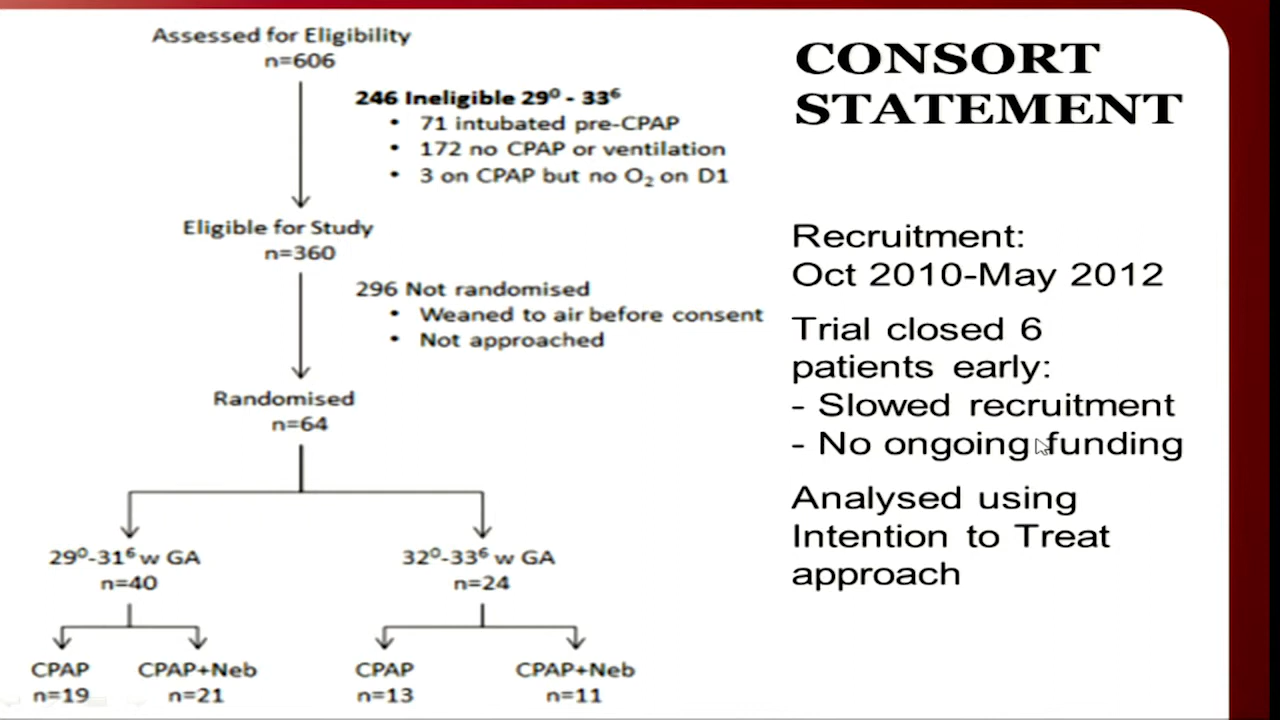 Assessed for Eligibility
n=606
246 Ineligible 29⁰ - 33⁶
• 71 intubated pre-CPAP
• 172 no CPAP or ventilation
• 3 on CPAP but no O₂ on D1
Eligible for Study
n=360
296 Not randomised
• Weaned to air before consent
• Not approached
Randomised
n=64
29⁰-31⁶ w GA
n=40
32⁰-33⁶ w GA
n=24
CPAP
n=19
CPAP+Neb
n=21
CPAP
n=13
CPAP+Neb
n=11
CONSORT
STATEMENT
Recruitment:
Oct 2010-May 2012
Trial closed 6
patients early:
- Slowed recruitment
- No ongoing funding
Analysed using
Intention to Treat
approach